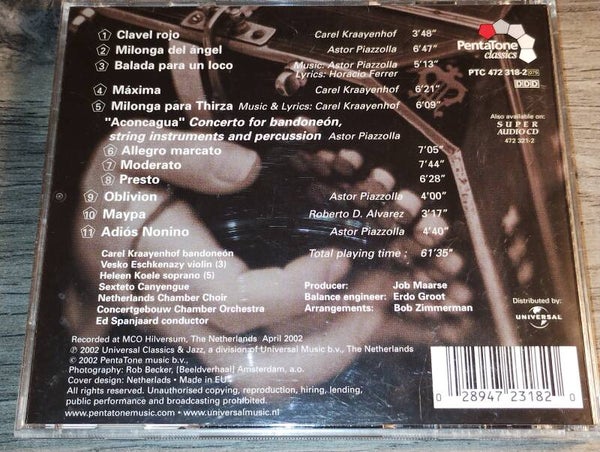 1 Clavel rojo Carel Kraayenhof 3'48"
2 Milonga del ángel Astor Piazzolla 6'47"
3 Balada para un loco Music: Astor Piazzolla 5'13"
Lyrics: Horacio Ferrer
4 Máxima Carel Kraayenhof 6'21"
5 Milonga para Thirza Music & Lyrics: Carel Kraayenhof 6'09"
"Aconcagua" Concerto for bandoneón,
string instruments and percussion Astor Piazzolla
6 Allegro marcato 7'05"
7 Moderato 7'44"
8 Presto 6'28"
9 Oblivion Astor Piazzolla 4'00"
10 Maypa Roberto D. Alvarez 3'17"
11 Adiós Nonino Astor Piazzolla 4'40"
Total playing time : 61'35"
Carel Kraayenhof bandoneón
Vesko Eschkenazy violin (3)
Heleen Koele soprano (5)
Sexteto Canyengue
Netherlands Chamber Choir
Concertgebouw Chamber Orchestra
Ed Spanjaard conductor
Producer: Job Maarse
Balance engineer: Erdo Groot
Arrangements: Bob Zimmerman
PentaTone
classics
PTC 472 318-2
DDD
Also available on:
SUPER
AUDIO CD
472 321-2
Distributed by:
UNIVERSAL
Recorded at MCO Hilversum, The Netherlands April 2002
℗ 2002 Universal Classics & Jazz, a division of Universal Music b.v., The Netherlands
© 2002 PentaTone music b.v.
Photography: Rob Becker, [Beeldverhaal] Amsterdam, a.o.
Cover design: Netherlads • Made in EU
All rights reserved. Unauthorised copying, reproduction, hiring, lending,
public performance and broadcasting prohibited.
www.pentatonemusic.com • www.universalmusic.nl
0 28947 23182 0